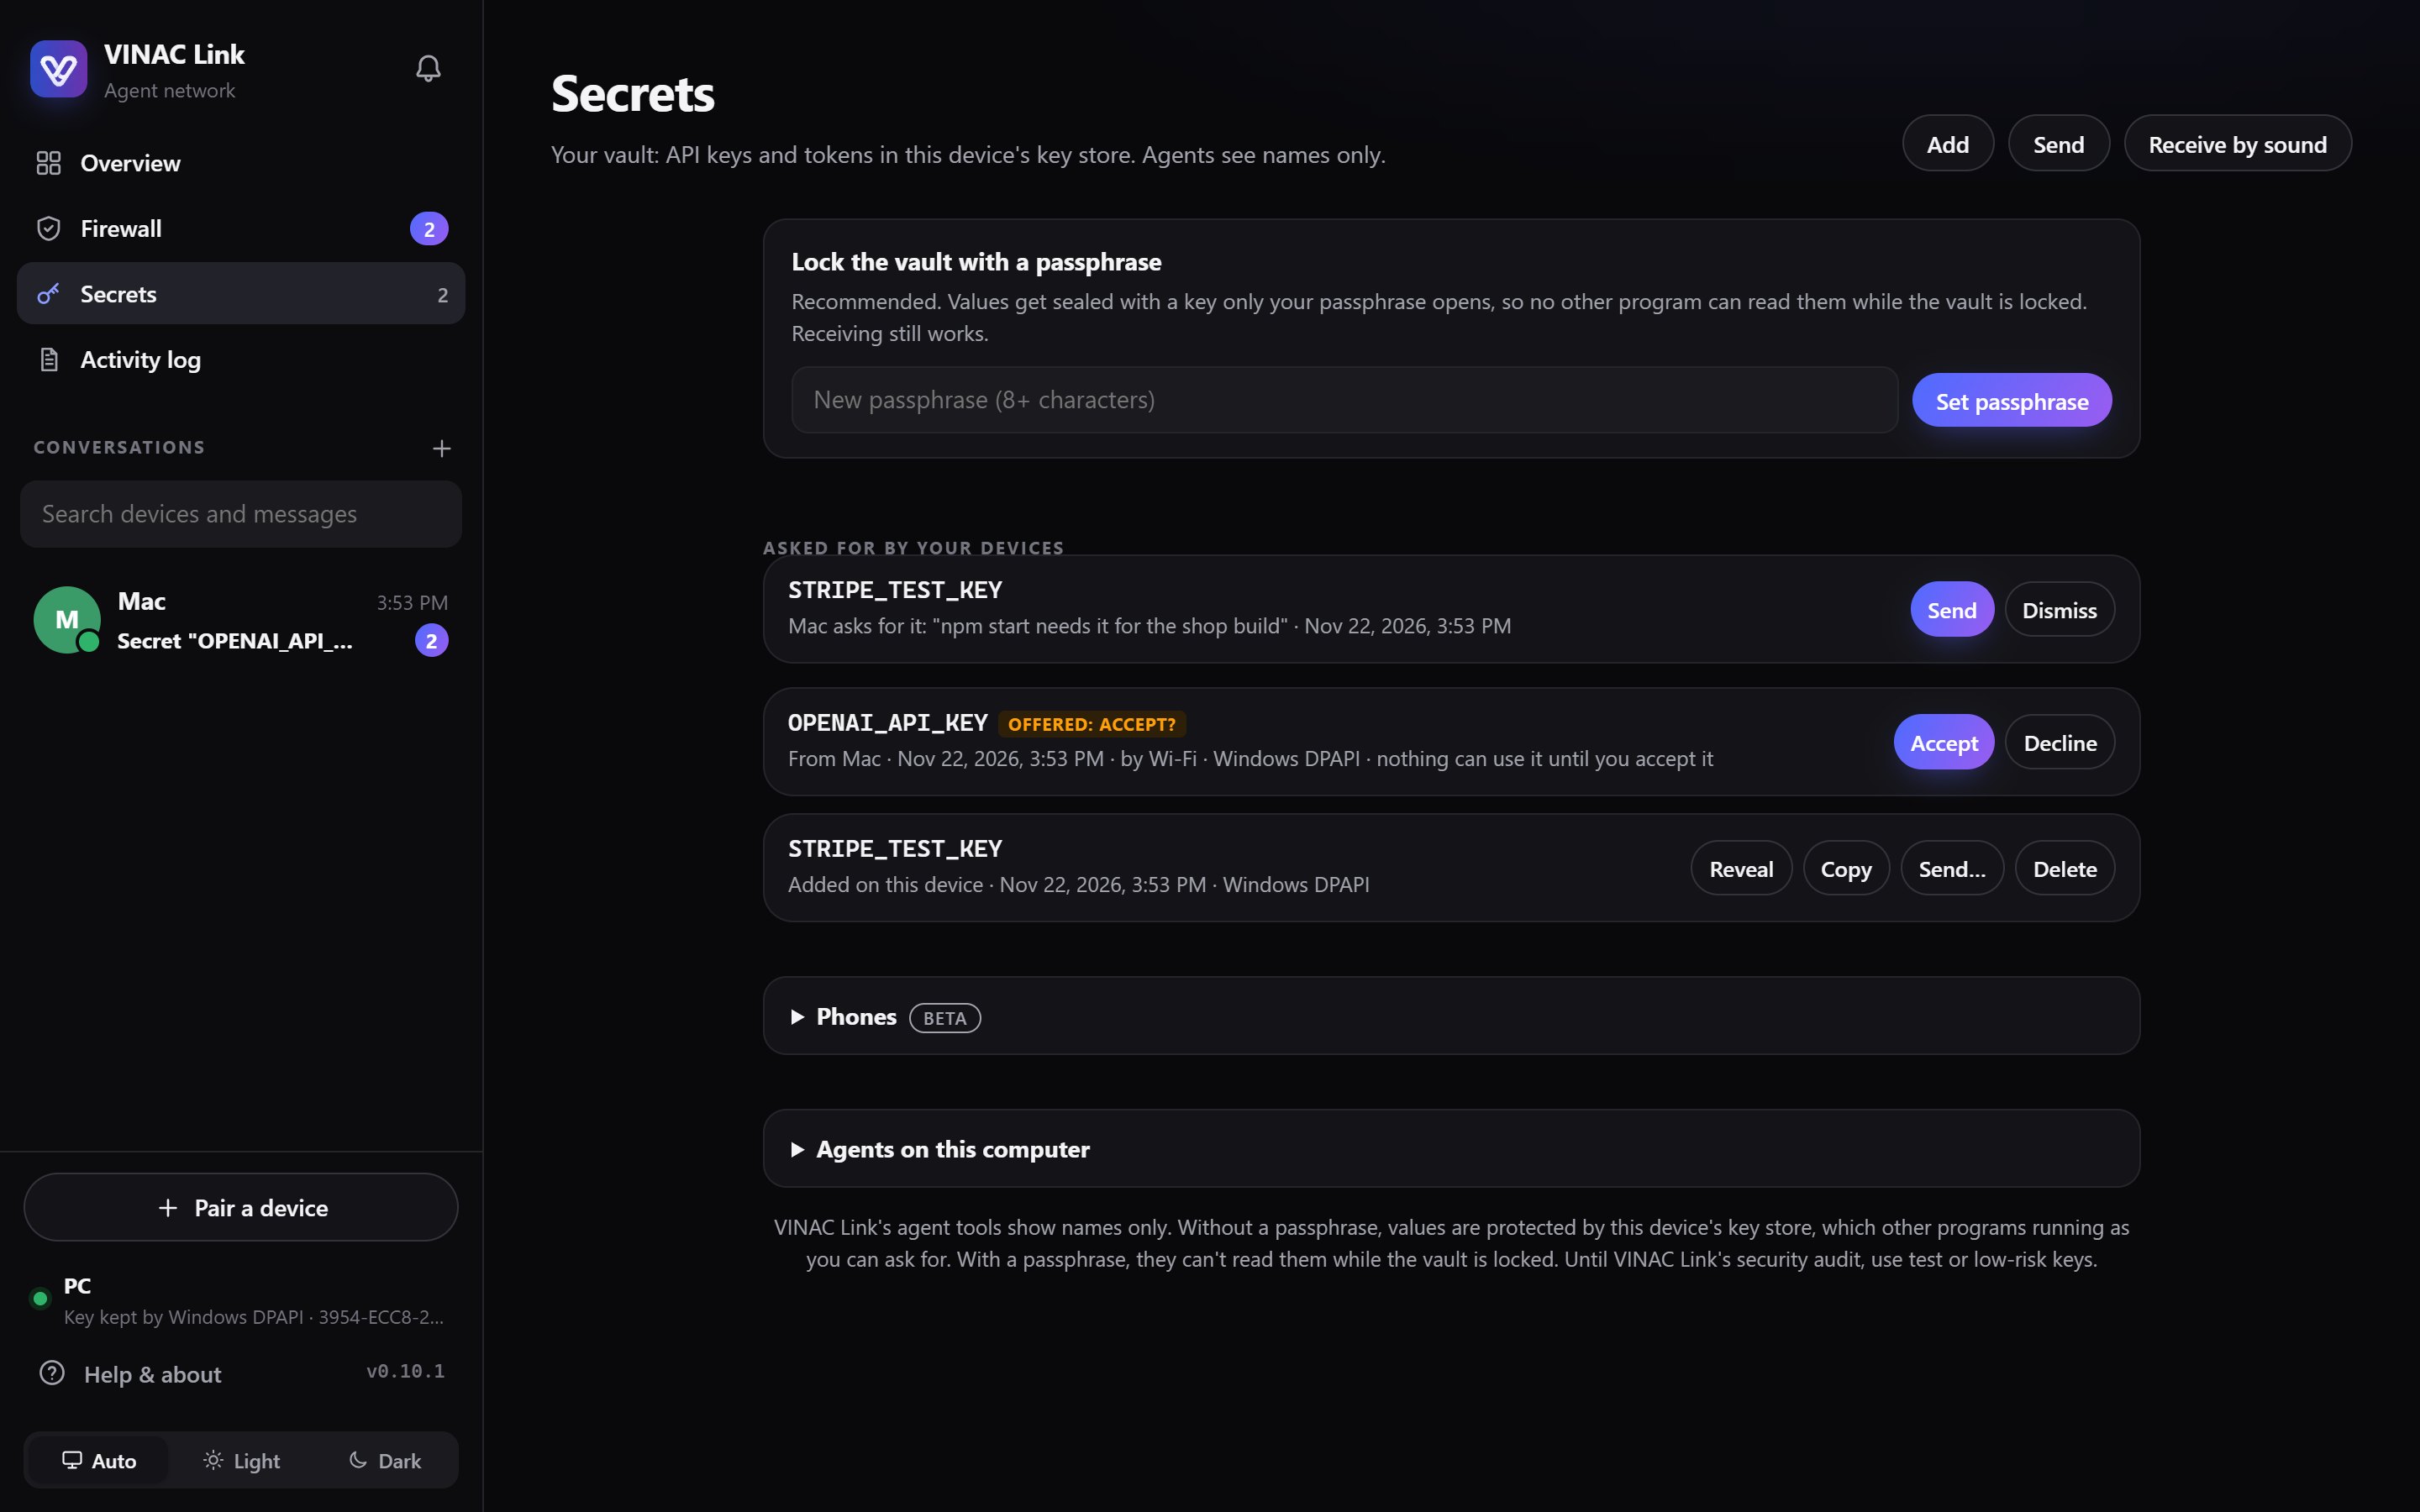 VINAC Link
Agent network
Overview
Firewall
2
Secrets
2
Activity log
CONVERSATIONS
Search devices and messages
M
Mac
3:53 PM
Secret "OPENAI_API_...
2
Pair a device
PC
Key kept by Windows DPAPI · 3954-ECC8-2...
Help & about
v0.10.1
Auto
Light
Dark
Secrets
Your vault: API keys and tokens in this device's key store. Agents see names only.
Add
Send
Receive by sound
Lock the vault with a passphrase
Recommended. Values get sealed with a key only your passphrase opens, so no other program can read them while the vault is locked.
Receiving still works.
New passphrase (8+ characters)
Set passphrase
ASKED FOR BY YOUR DEVICES
STRIPE_TEST_KEY
Mac asks for it: "npm start needs it for the shop build" · Nov 22, 2026, 3:53 PM
Send
Dismiss
OPENAI_API_KEY
OFFERED: ACCEPT?
From Mac · Nov 22, 2026, 3:53 PM · by Wi-Fi · Windows DPAPI · nothing can use it until you accept it
Accept
Decline
STRIPE_TEST_KEY
Added on this device · Nov 22, 2026, 3:53 PM · Windows DPAPI
Reveal
Copy
Send...
Delete
Phones
BETA
Agents on this computer
VINAC Link's agent tools show names only. Without a passphrase, values are protected by this device's key store, which other programs running as
you can ask for. With a passphrase, they can't read them while the vault is locked. Until VINAC Link's security audit, use test or low-risk keys.